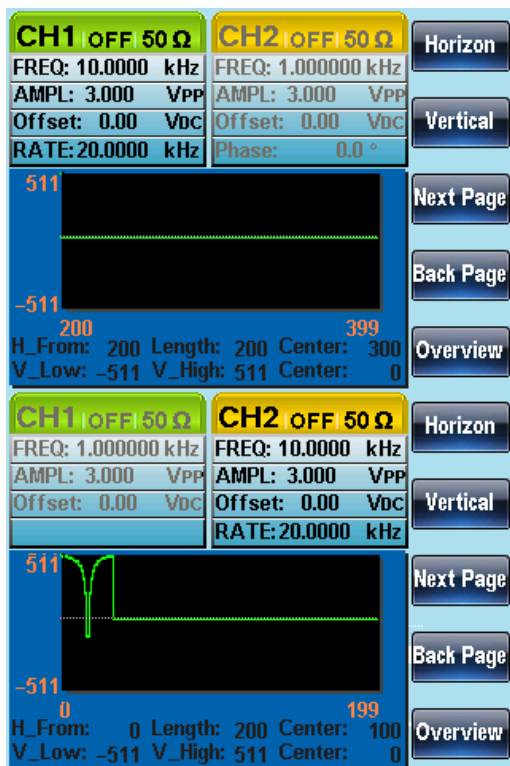 CH1 OFF 50 Ω CH2 OFF 50 Ω Horizon
FREQ: 10.0000 kHz FREQ: 1.000000 kHz
AMPL: 3.000 VPP AMPL: 3.000 VPP
Offset: 0.00 VDC Offset: 0.00 VDC Vertical
RATE: 20.0000 kHz Phase: 0.0 °
511
Next Page
Back Page
-511
200 399
H_From: 200 Length: 200 Center: 300 Overview
V_Low: -511 V_High: 511 Center: 0
CH1 OFF 50 Ω CH2 OFF 50 Ω Horizon
FREQ: 1.000000 kHz FREQ: 10.0000 kHz
AMPL: 3.000 VPP AMPL: 3.000 VPP
Offset: 0.00 VDC Offset: 0.00 VDC Vertical
RATE: 20.0000 kHz
511
Next Page
Back Page
-511
0 199
H_From: 0 Length: 200 Center: 100 Overview
V_Low: -511 V_High: 511 Center: 0